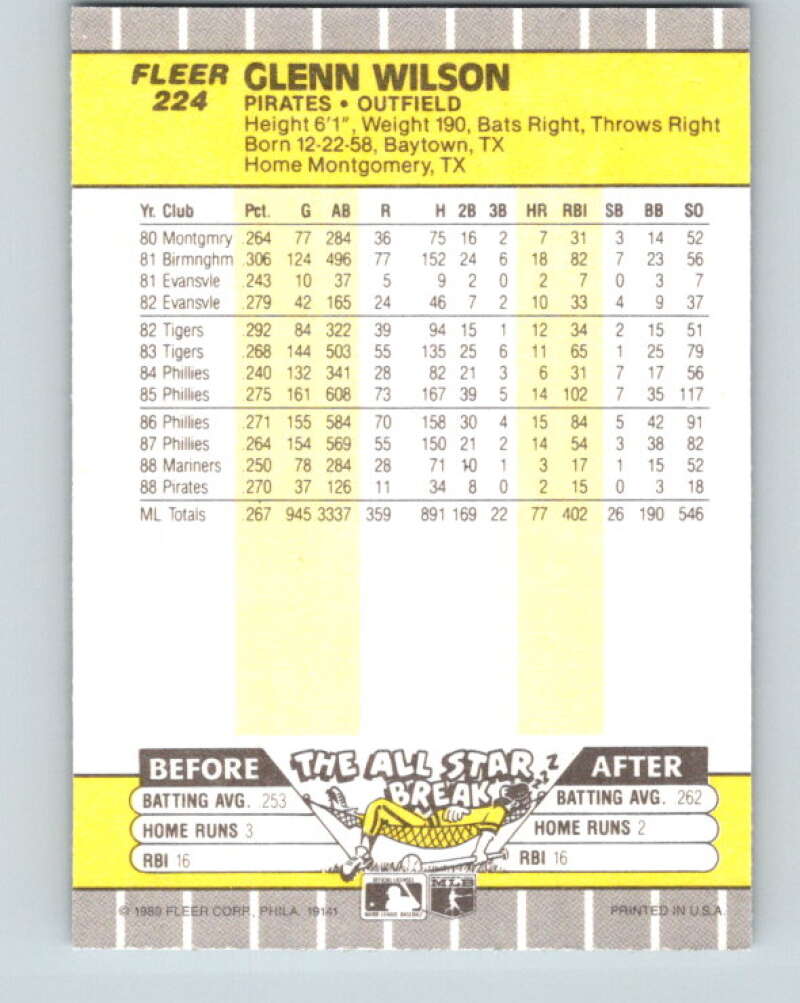 FLEER GLENN WILSON
224 PIRATES • OUTFIELD
Height 6'1", Weight 190, Bats Right, Throws Right
Born 12-22-58, Baytown, TX
Home Montgomery, TX
Yr. Club Pct. G AB R H 2B 3B HR RBI SB BB SO
80 Montgmry .264 77 284 36 75 16 2 7 31 3 14 52
81 Birmnghm .306 124 496 77 152 24 6 18 82 7 23 56
81 Evansvle .243 10 37 5 9 2 0 2 7 0 3 7
82 Evansvle .279 42 165 24 46 7 2 10 33 4 9 37
82 Tigers .292 84 322 39 94 15 1 12 34 2 15 51
83 Tigers .268 144 503 55 135 25 6 11 65 1 25 79
84 Phillies .240 132 341 28 82 21 3 6 31 7 17 56
85 Phillies .275 161 608 73 167 39 5 14 102 7 35 117
86 Phillies .271 155 584 70 158 30 4 15 84 5 42 91
87 Phillies .264 154 569 55 150 21 2 14 54 3 38 82
88 Mariners .250 78 284 28 71 10 1 3 17 1 15 52
88 Pirates .270 37 126 11 34 8 0 2 15 0 3 18
ML Totals .267 945 3337 359 891 169 22 77 402 26 190 546
BEFORE THE ALL STAR BREAK ZZZ AFTER
BATTING AVG. .253 BATTING AVG. .262
HOME RUNS 3 HOME RUNS 2
RBI 16 RBI 16
OFFICIAL LICENSEE MLB
MAJOR LEAGUE BASEBALL
© 1989 FLEER CORP., PHILA. 19141 PRINTED IN U.S.A.